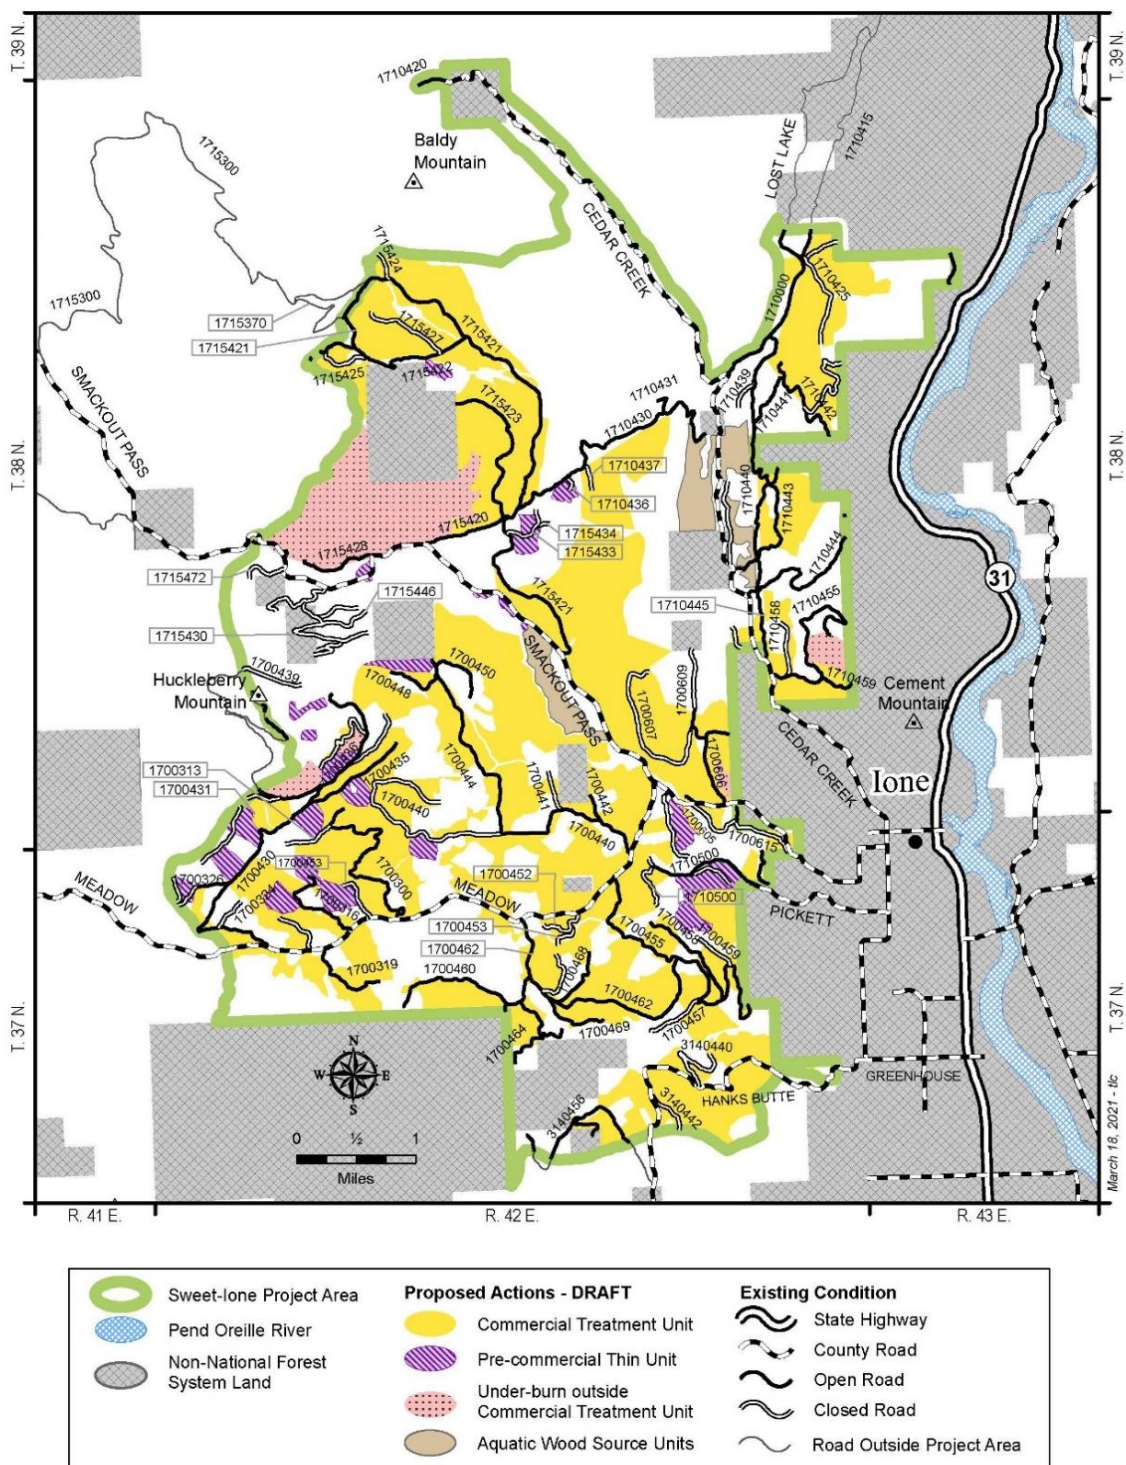 T. 39 N.
T. 39 N.
1710420
Baldy
Mountain
LOST LAKE
1710415
1715300
CEDAR CREEK
1715424
1710425
1710000
1715300
1715370
1715421
1715427
1715421
1715425
1715422
1710431
1710439
1710441
1710442
SMACKOUT PASS
1715423
1710430
T. 38 N.
T. 38 N.
1710437
1710436
1710440
1710443
1715420
1715434
1715433
1715428
1710444
31
1715472
1715446
1715421
1710445
1710455
1710458
1715430
SMACKOUT PASS
1700439
1700450
1700609
1710459
Huckleberry
Mountain
1700448
1700607
Cement
Mountain
CEDAR CREEK
1700435
1700444
1700606
Ione
1700313
1700431
1700441
1700442
1700440
1700605
1700615
1700440
1700430
1700453
1710500
1700326
1700300
1700452
MEADOW
MEADOW
1710500
1700316
PICKETT
1700453
1700455
1700458
1700459
1700462
1700468
1700319
1700460
1700462
1700457
T. 37 N.
T. 37 N.
1700464
1700469
3140440
GREENHOUSE
HANKS BUTTE
3140442
3140456
N
W E
S
0 ½ 1
Miles
March 18, 2021 - tlc
R. 41 E.
R. 42 E.
R. 43 E.
Sweet-Ione Project Area
Pend Oreille River
Non-National Forest
System Land
Proposed Actions - DRAFT
Commercial Treatment Unit
Pre-commercial Thin Unit
Under-burn outside
Commercial Treatment Unit
Aquatic Wood Source Units
Existing Condition
State Highway
County Road
Open Road
Closed Road
Road Outside Project Area